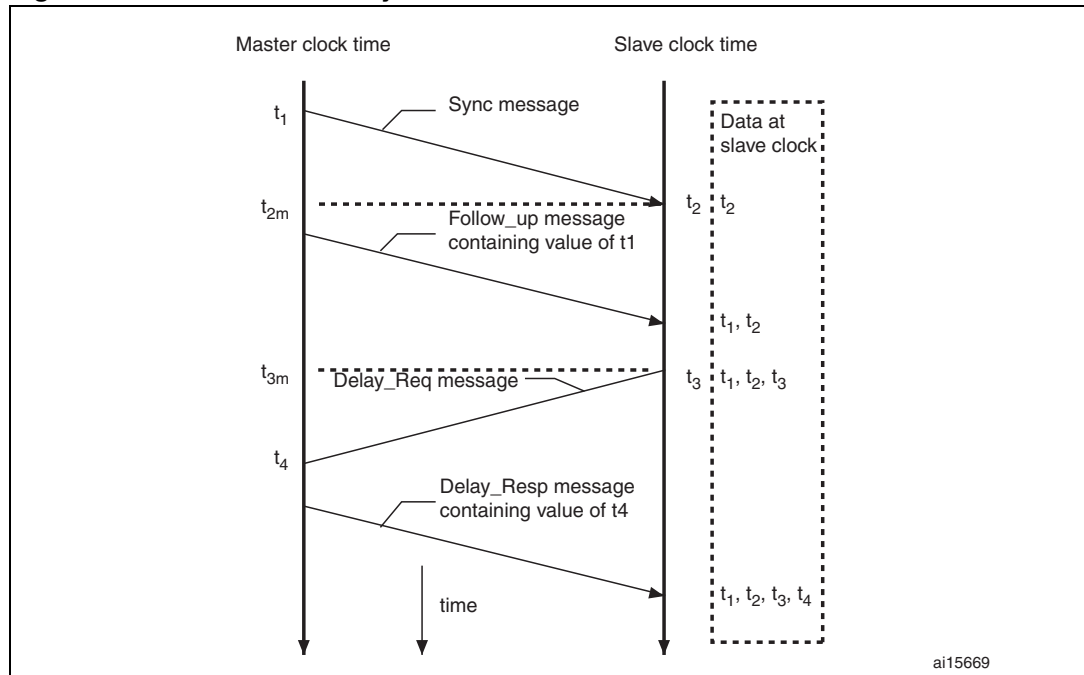 Master clock time
Slave clock time
t1
Sync message
Data at
slave clock
t2m
t2
t2
Follow_up message
containing value of t1
t1, t2
t3m
Delay_Req message
t3
t1, t2, t3
t4
Delay_Resp message
containing value of t4
t1, t2, t3, t4
time
ai15669